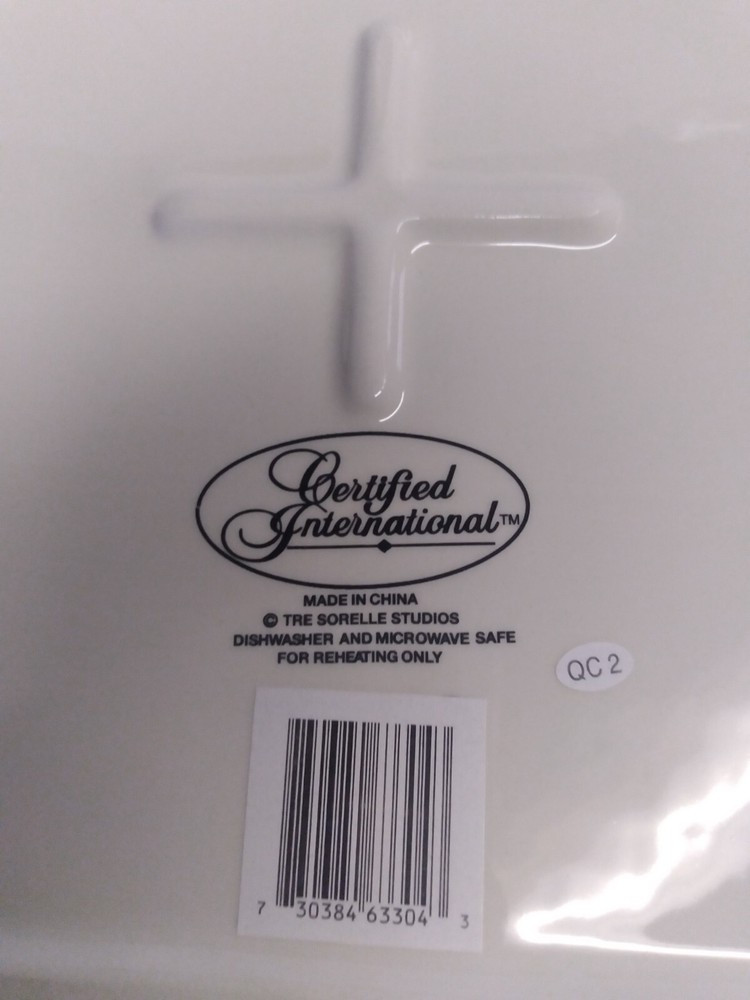 Certified
International™
MADE IN CHINA
© TRE SORELLE STUDIOS
DISHWASHER AND MICROWAVE SAFE
FOR REHEATING ONLY
QC 2
7 30384 63304 3